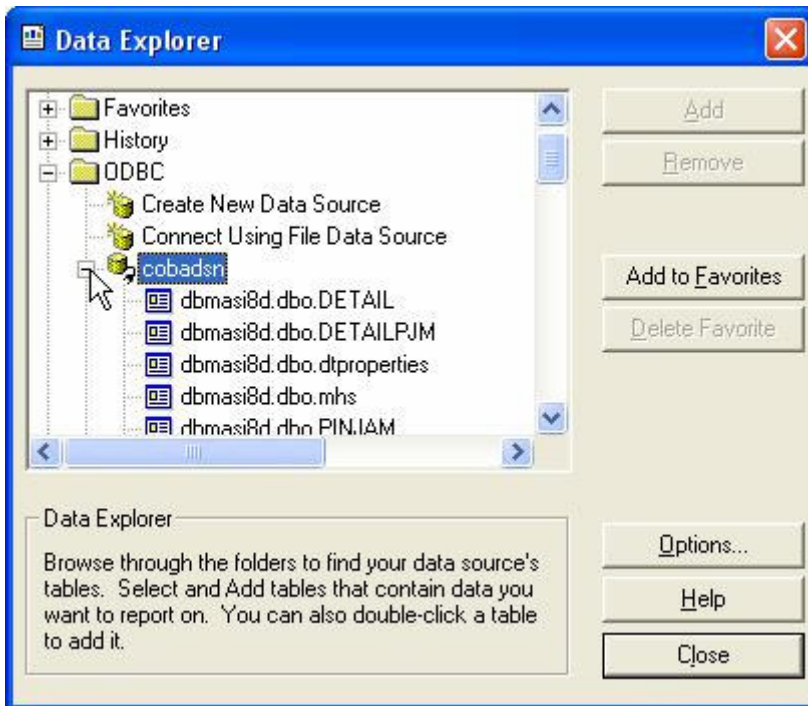 Data Explorer
Favorites
History
ODBC
Create New Data Source
Connect Using File Data Source
cobadsn
dbmasi8d.dbo.DETAIL
dbmasi8d.dbo.DETAILPJM
dbmasi8d.dbo.dtproperties
dbmasi8d.dbo.mhs
dbmasi8d.dbo.PINJAM
Add
Remove
Add to Favorites
Delete Favorite
Data Explorer
Browse through the folders to find your data source's
tables. Select and Add tables that contain data you
want to report on. You can also double-click a table
to add it.
Options...
Help
Close